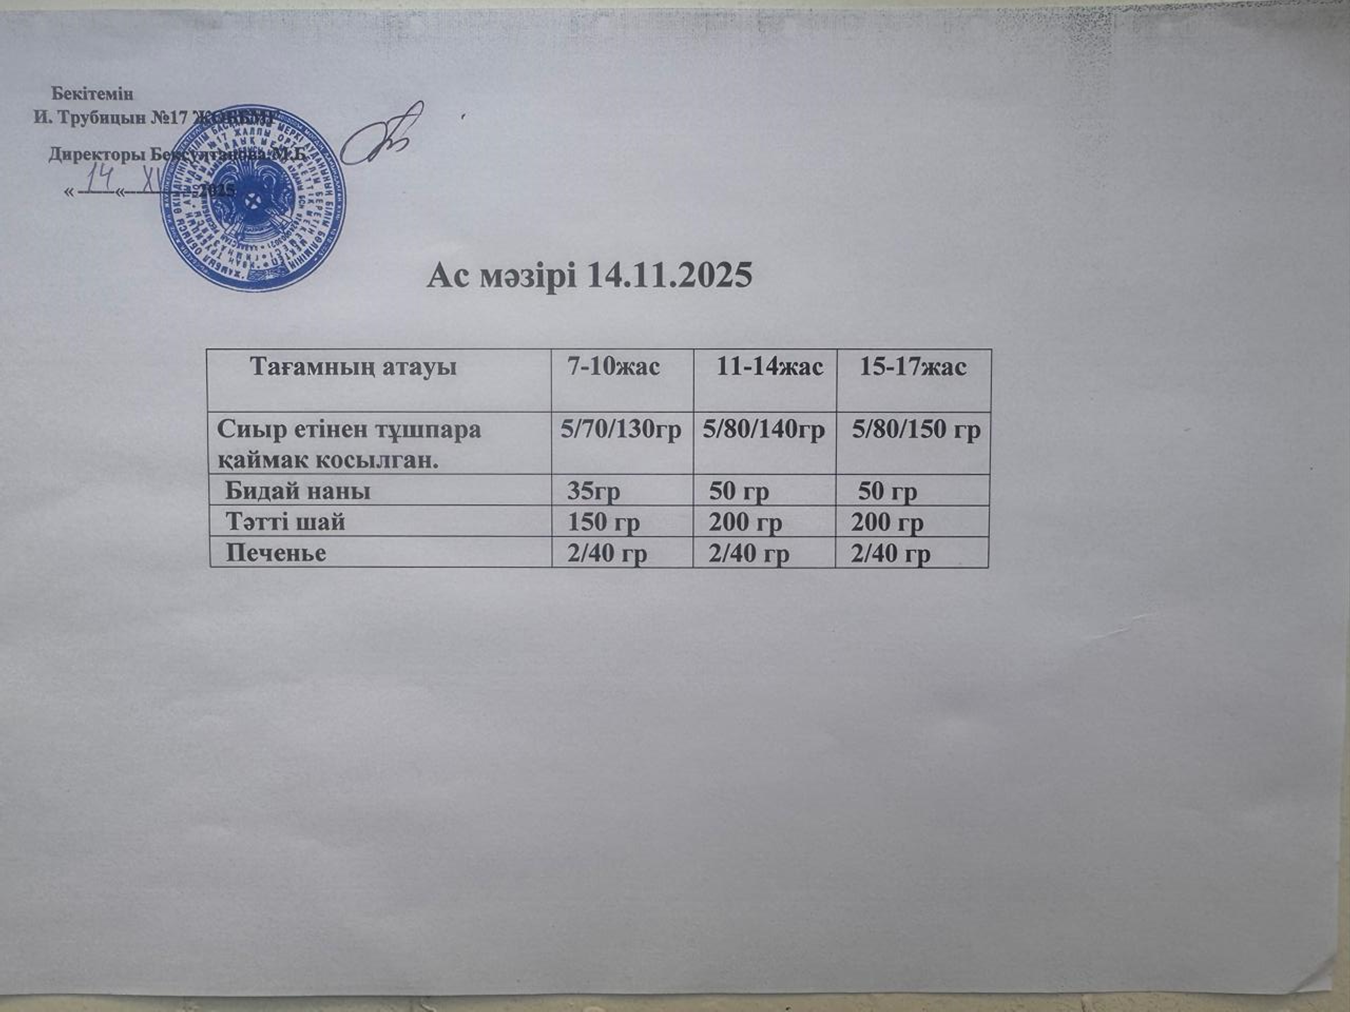 Бекітемін
И. Трубицын №17 ЖОББМГ
Директоры Бексултанова М.Б
« 14 « XI 2025
Ас мәзірі 14.11.2025
Тағамның атауы 7-10жас 11-14жас 15-17жас
Сиыр етінен тұшпара 5/70/130гр 5/80/140гр 5/80/150 гр
қаймак косылган.
Бидай наны 35гр 50 гр 50 гр
Тәтті шай 150 гр 200 гр 200 гр
Печенье 2/40 гр 2/40 гр 2/40 гр